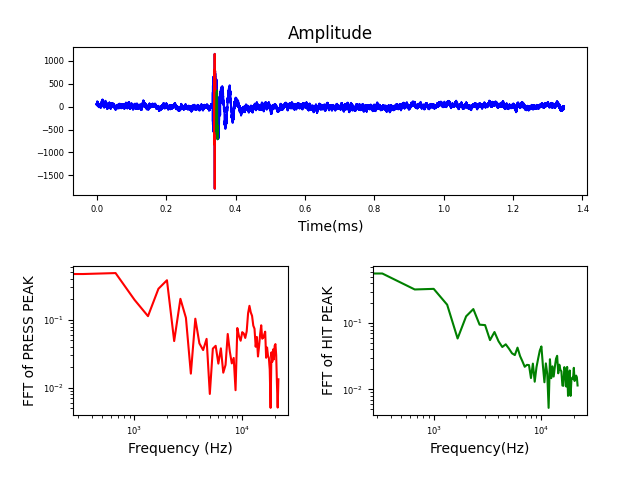 Amplitude
1000
500
0
−500
−1000
−1500
0.0 0.2 0.4 0.6 0.8 1.0 1.2 1.4
Time(ms)
FFT of PRESS PEAK
10⁻¹
10⁻²
10³ 10⁴
Frequency (Hz)
FFT of HIT PEAK
10⁻¹
10⁻²
10³ 10⁴
Frequency(Hz)